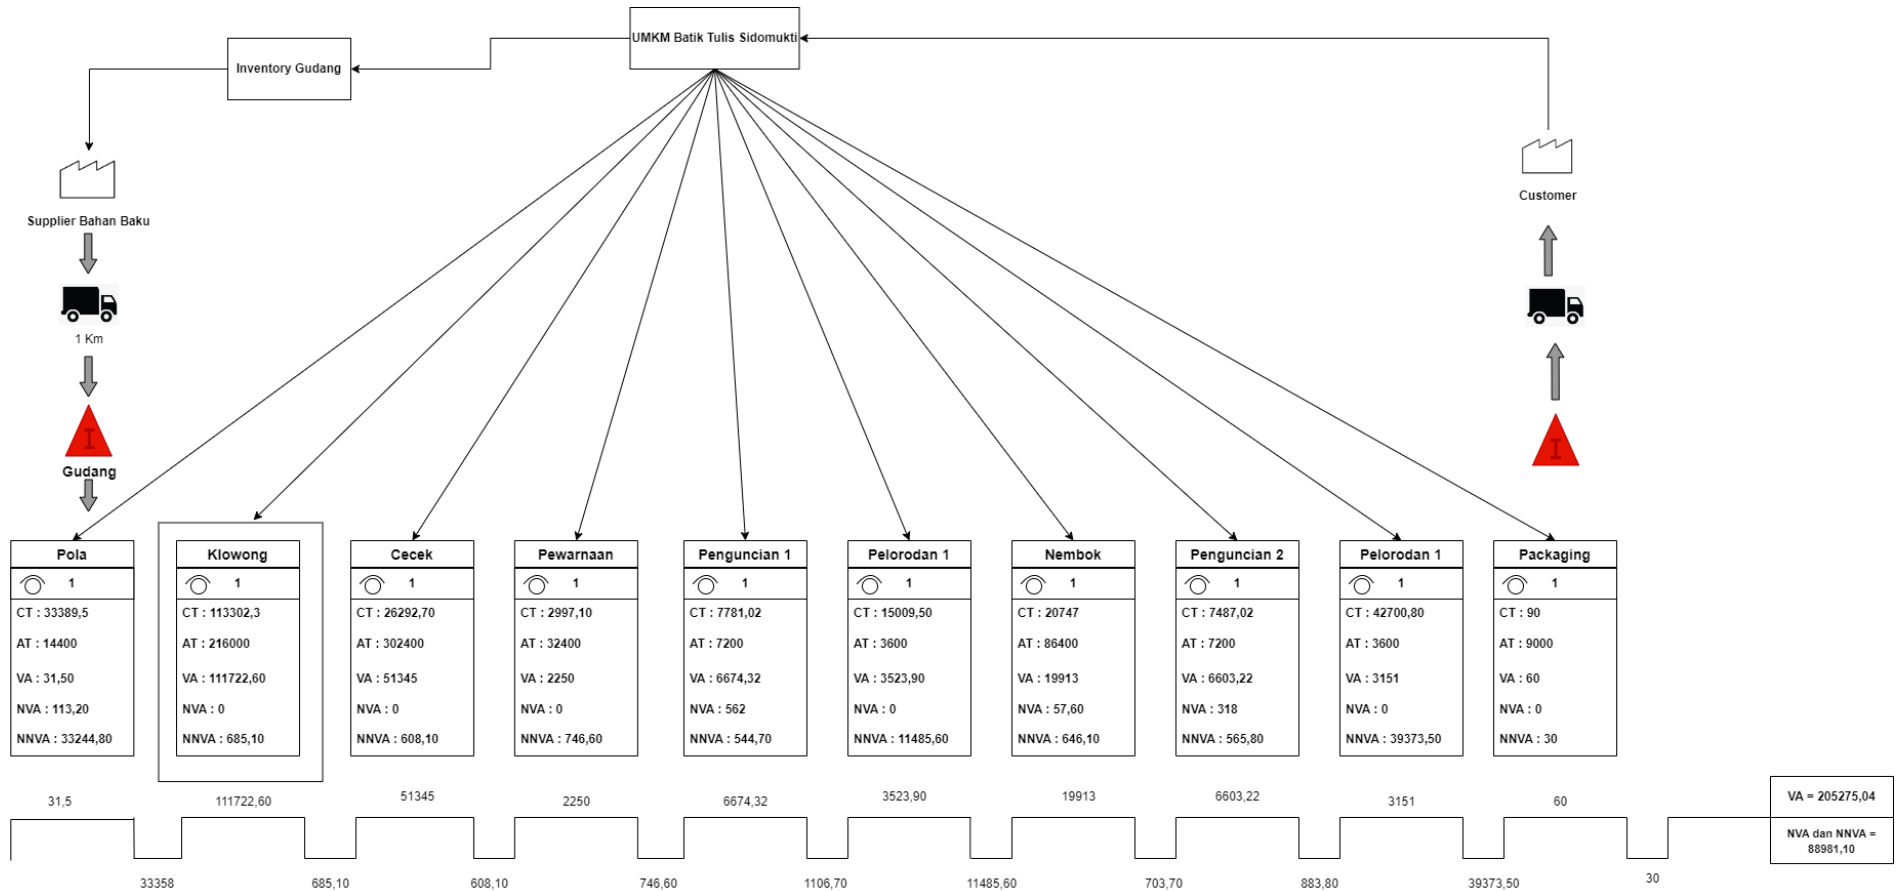 UMKM Batik Tulis Sidomukti
Inventory Gudang
Supplier Bahan Baku
Customer
1 Km
I
Gudang
I
Pola
1
CT : 33389,5
AT : 14400
VA : 31,50
NVA : 113,20
NNVA : 33244,80
Klowong
1
CT : 113302,3
AT : 216000
VA : 111722,60
NVA : 0
NNVA : 685,10
Cecek
1
CT : 26292,70
AT : 302400
VA : 51345
NVA : 0
NNVA : 608,10
Pewarnaan
1
CT : 2997,10
AT : 32400
VA : 2250
NVA : 0
NNVA : 746,60
Penguncian 1
1
CT : 7781,02
AT : 7200
VA : 6674,32
NVA : 562
NNVA : 544,70
Pelorodan 1
1
CT : 15009,50
AT : 3600
VA : 3523,90
NVA : 0
NNVA : 11485,60
Nembok
1
CT : 20747
AT : 86400
VA : 19913
NVA : 57,60
NNVA : 646,10
Penguncian 2
1
CT : 7487,02
AT : 7200
VA : 6603,22
NVA : 318
NNVA : 565,80
Pelorodan 1
1
CT : 42700,80
AT : 3600
VA : 3151
NVA : 0
NNVA : 39373,50
Packaging
1
CT : 90
AT : 9000
VA : 60
NVA : 0
NNVA : 30
31,5
111722,60
51345
2250
6674,32
3523,90
19913
6603,22
3151
60
VA = 205275,04
NVA dan NNVA =
88981,10
33358
685,10
608,10
746,60
1106,70
11485,60
703,70
883,80
39373,50
30